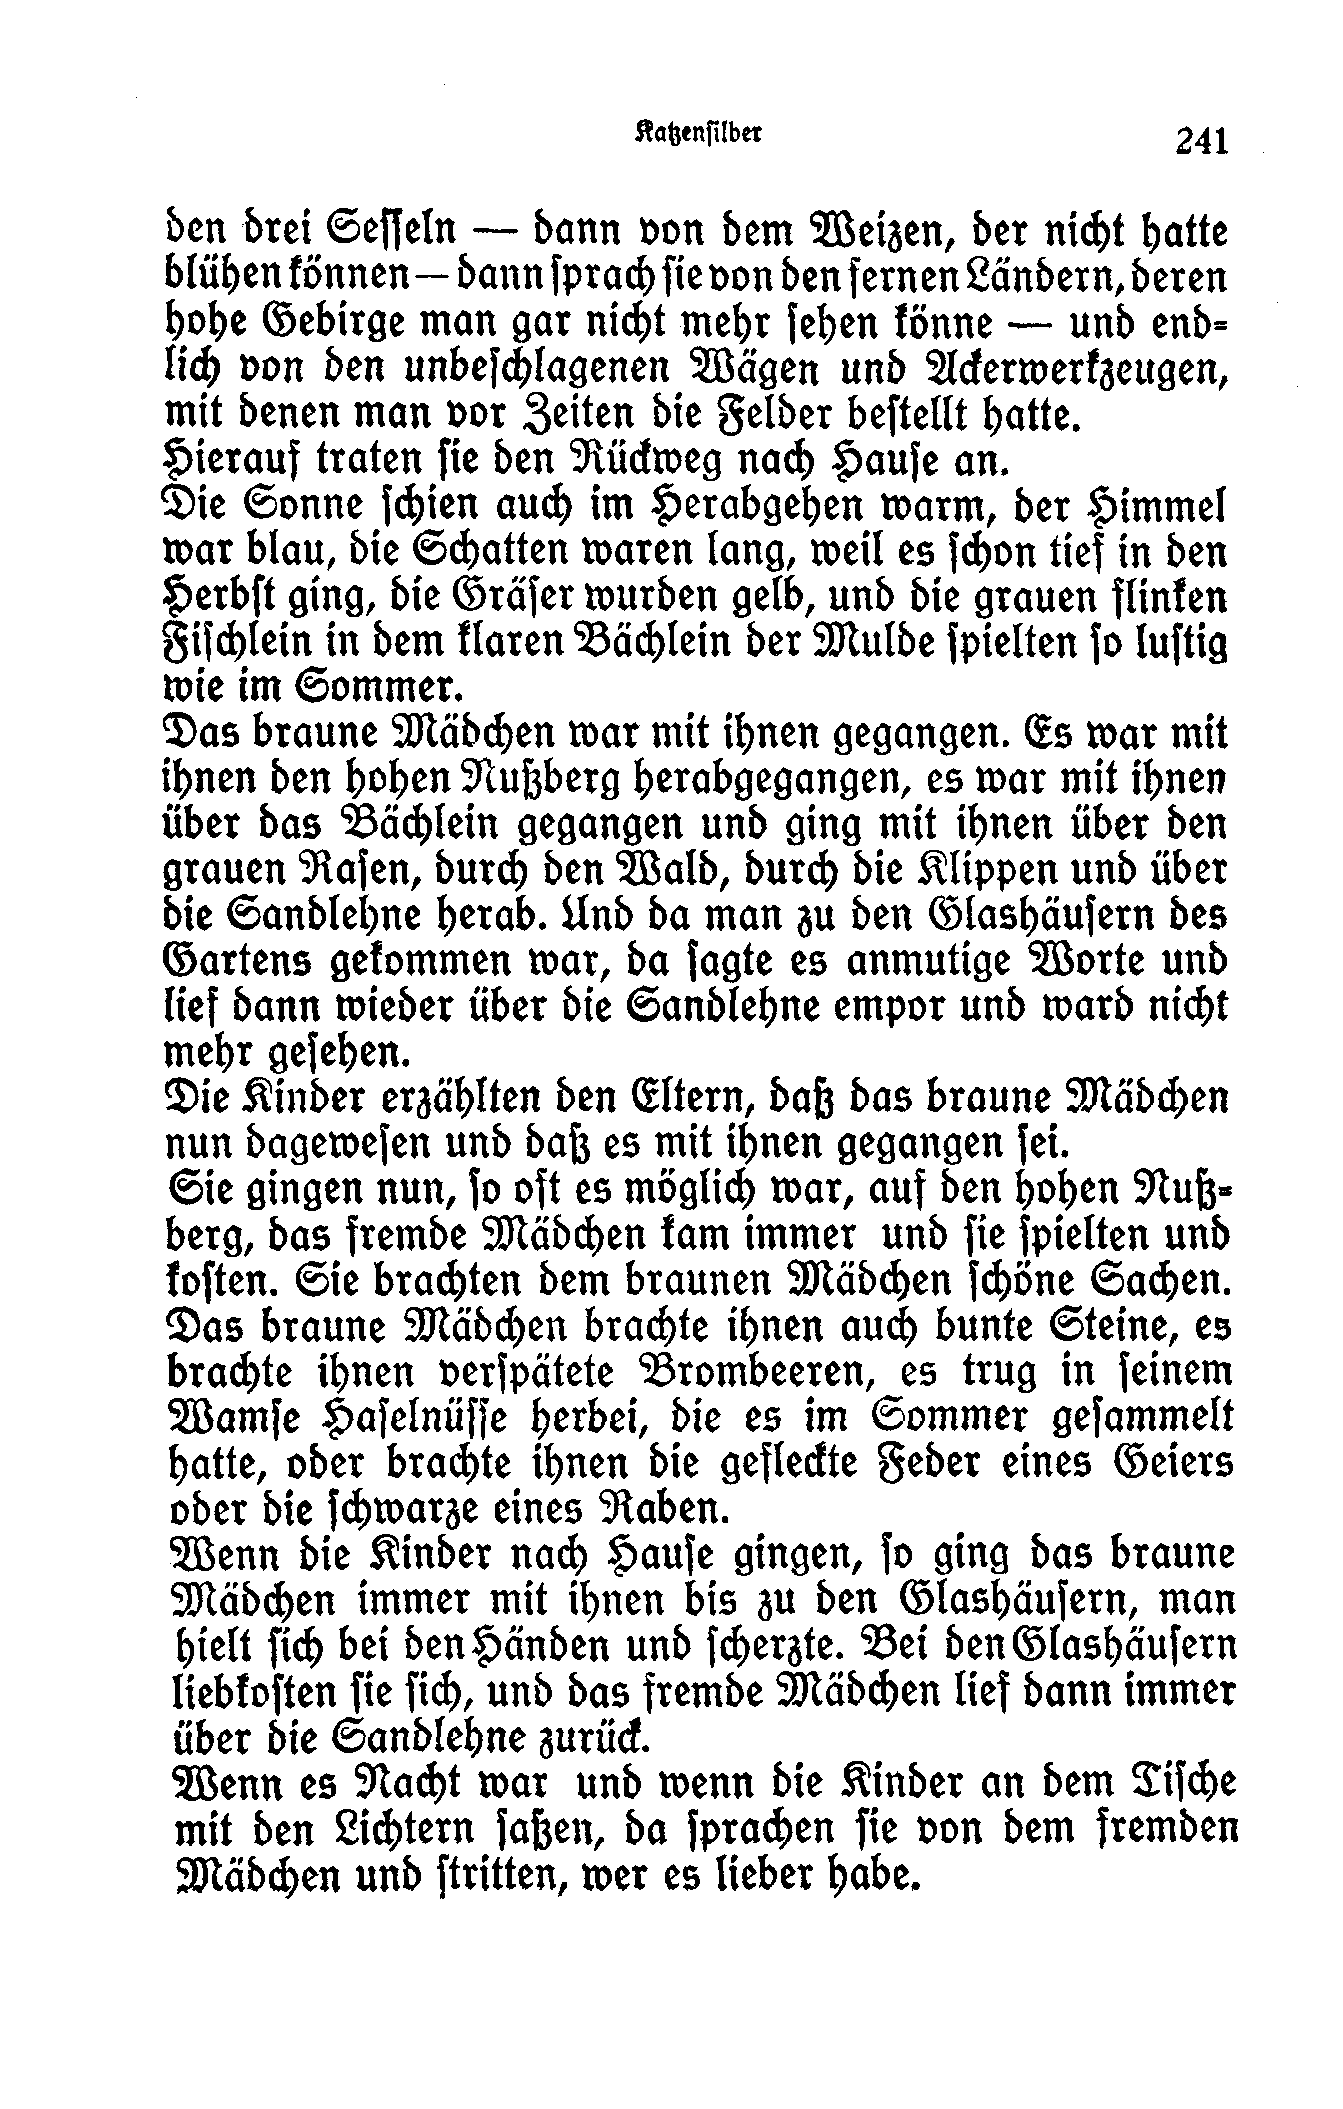 Katzensilber 241
den drei Sesseln — dann von dem Weizen, der nicht hatte
blühen können — dann sprach sie von den fernen Ländern, deren
hohe Gebirge man gar nicht mehr sehen könne — und end-
lich von den unbeschlagenen Wägen und Ackerwerkzeugen,
mit denen man vor Zeiten die Felder bestellt hatte.
Hierauf traten sie den Rückweg nach Hause an.
Die Sonne schien auch im Herabgehen warm, der Himmel
war blau, die Schatten waren lang, weil es schon tief in den
Herbst ging, die Gräser wurden gelb, und die grauen flinken
Fischlein in dem klaren Bächlein der Mulde spielten so lustig
wie im Sommer.
Das braune Mädchen war mit ihnen gegangen. Es war mit
ihnen den hohen Nußberg herabgegangen, es war mit ihnen
über das Bächlein gegangen und ging mit ihnen über den
grauen Rasen, durch den Wald, durch die Klippen und über
die Sandlehne herab. Und da man zu den Glashäusern des
Gartens gekommen war, da sagte es anmutige Worte und
lief dann wieder über die Sandlehne empor und ward nicht
mehr gesehen.
Die Kinder erzählten den Eltern, daß das braune Mädchen
nun dagewesen und daß es mit ihnen gegangen sei.
Sie gingen nun, so oft es möglich war, auf den hohen Nuß-
berg, das fremde Mädchen kam immer und sie spielten und
kosten. Sie brachten dem braunen Mädchen schöne Sachen.
Das braune Mädchen brachte ihnen auch bunte Steine, es
brachte ihnen verspätete Brombeeren, es trug in seinem
Wamse Haselnüsse herbei, die es im Sommer gesammelt
hatte, oder brachte ihnen die gefleckte Feder eines Geiers
oder die schwarze eines Raben.
Wenn die Kinder nach Hause gingen, so ging das braune
Mädchen immer mit ihnen bis zu den Glashäusern, man
hielt sich bei den Händen und scherzte. Bei den Glashäusern
liebkosten sie sich, und das fremde Mädchen lief dann immer
über die Sandlehne zurück.
Wenn es Nacht war und wenn die Kinder an dem Tische
mit den Lichtern saßen, da sprachen sie von dem fremden
Mädchen und stritten, wer es lieber habe.